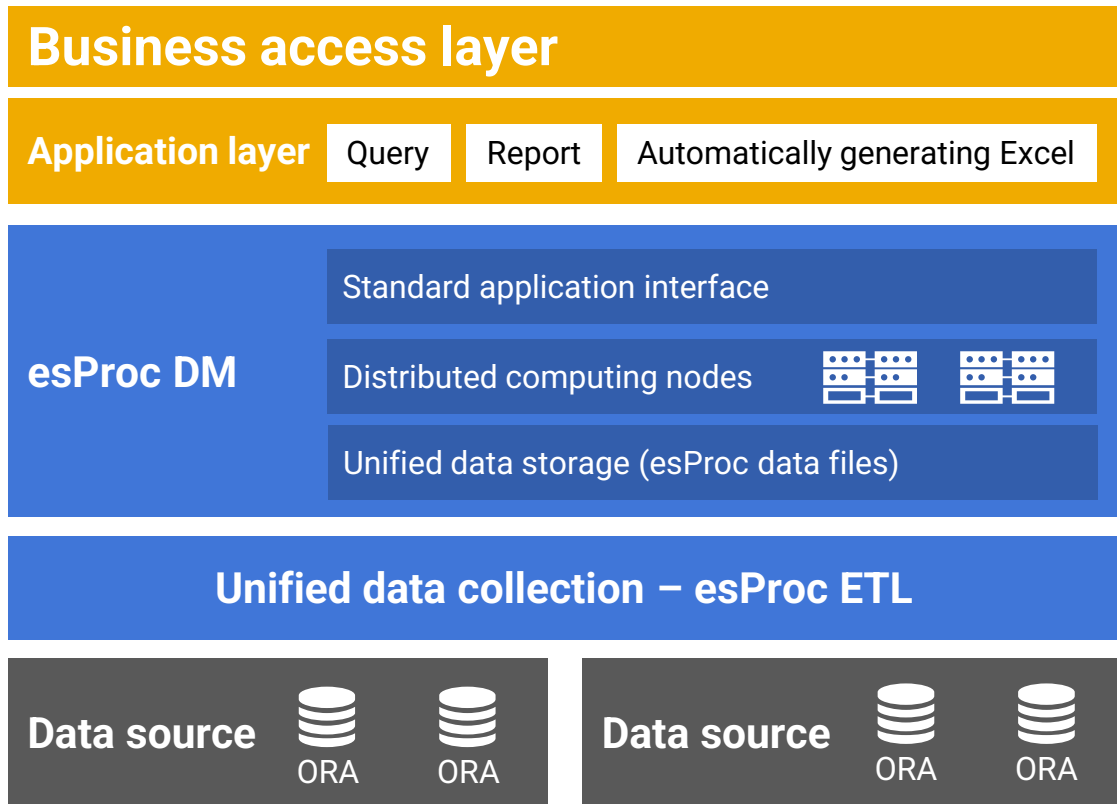 Business access layer
Application layer
Query
Report
Automatically generating Excel
esProc DM
Standard application interface
Distributed computing nodes
Unified data storage (esProc data files)
Unified data collection – esProc ETL
Data source
ORA
ORA
Data source
ORA
ORA